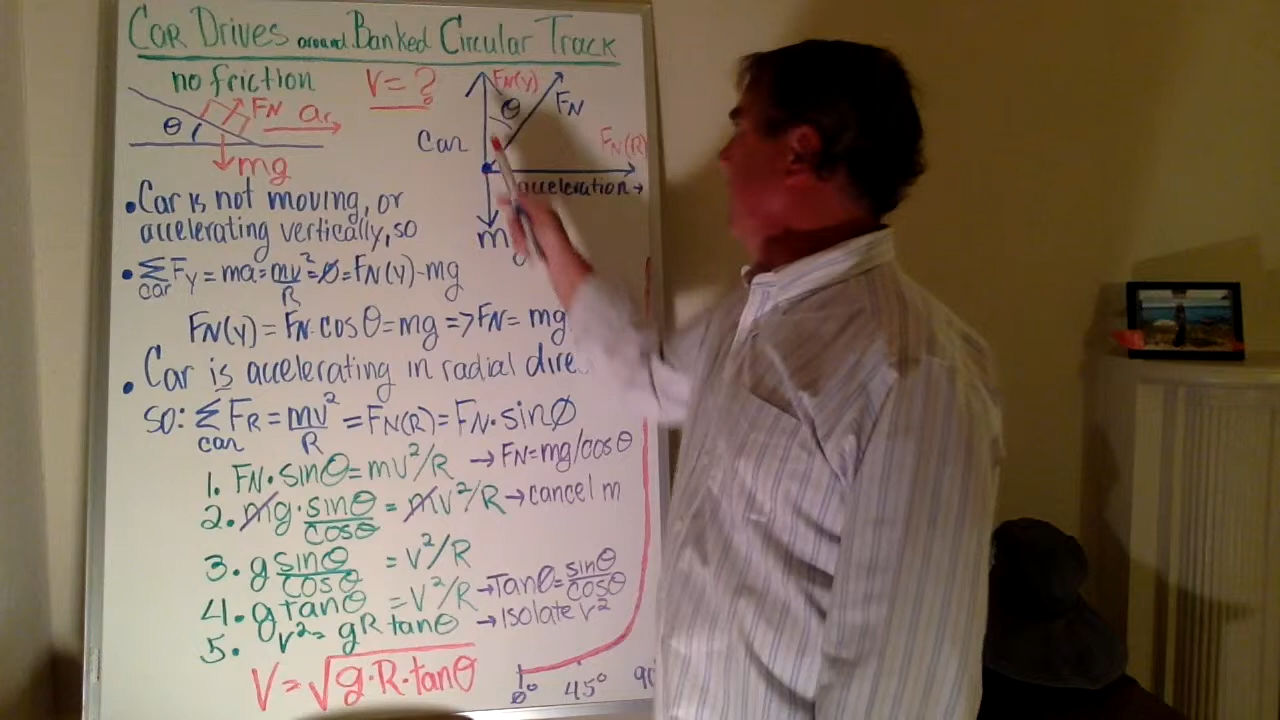 Car Drives around Banked Circular Track
no friction
V = ?
FN(y)
θ
FN
θ
FN
ac
Car
FN(R)
mg
acceleration →
m
• Car is not moving, or
accelerating vertically, so
• ∑ Fy = ma = mv²/R = 0 = FN(y) - mg
car
FN(y) = FN·cosθ = mg => FN = mg
• Car is accelerating in radial dire
so: ∑ FR = mv²/R = FN(R) = FN·sinØ
car
1. FN·sinθ = mv²/R → FN = mg/cosθ
2. mg·sinθ/cosθ = mv²/R → cancel m
3. g sinθ/cosθ = v²/R
4. g tanθ = V²/R → Tanθ = sinθ/cosθ
5. v² = gR tanθ → Isolate v²
V = √g·R·tanθ
0° 45° 90